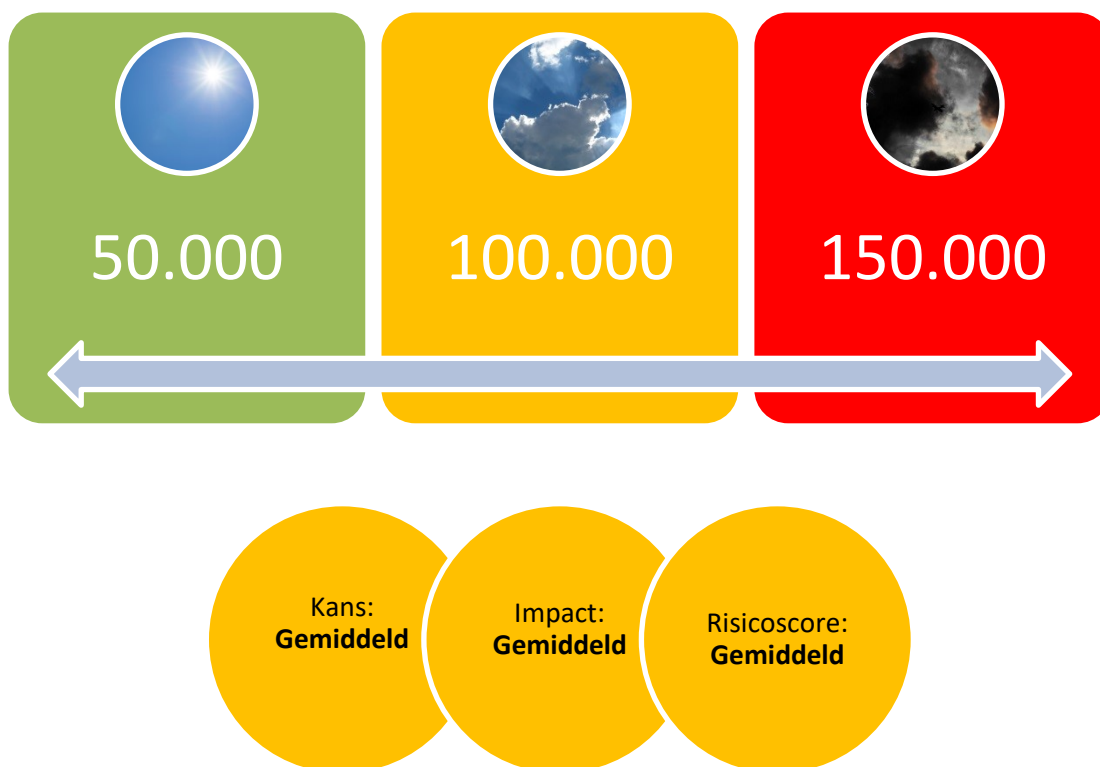 50.000
100.000
150.000
Kans:
Gemiddeld
Impact:
Gemiddeld
Risicoscore:
Gemiddeld